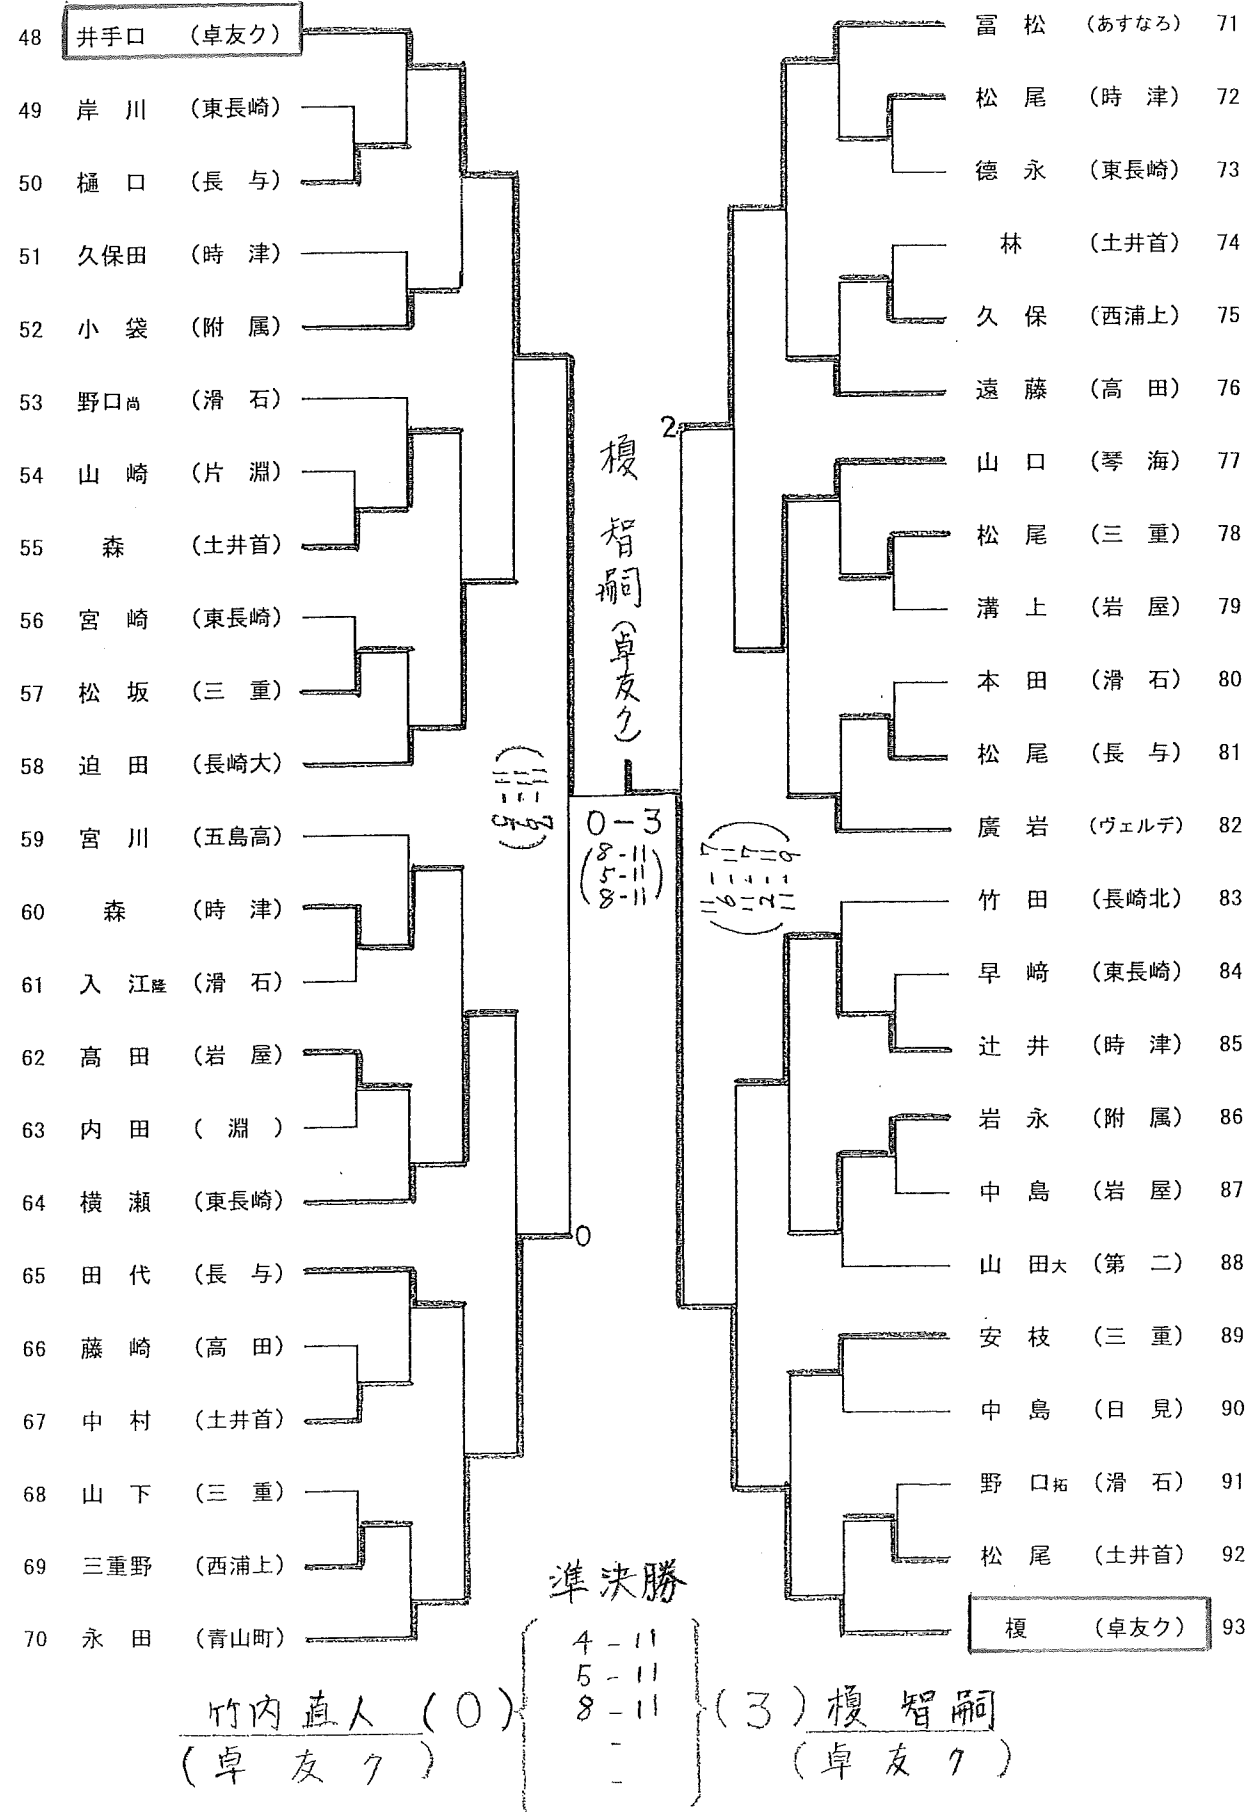 48 井手口 (卓友ク)
49 岸川 (東長崎)
50 樋口 (長与)
51 久保田 (時津)
52 小袋 (附属)
53 野口尚 (滑石)
54 山崎 (片淵)
55 森 (土井首)
56 宮崎 (東長崎)
57 松坂 (三重)
58 迫田 (長崎大)
59 宮川 (五島高)
60 森 (時津)
61 入江隆 (滑石)
62 髙田 (岩屋)
63 内田 (淵)
64 横瀬 (東長崎)
65 田代 (長与)
66 藤崎 (高田)
67 中村 (土井首)
68 山下 (三重)
69 三重野 (西浦上)
70 永田 (青山町)
榎 智嗣 (卓友ク)
2
0
0-3
(8-11
5-11
8-11)
(11-7
6-11
11-7
2-11
11-9)
冨松 (あすなろ) 71
松尾 (時津) 72
德永 (東長崎) 73
林 (土井首) 74
久保 (西浦上) 75
遠藤 (高田) 76
山口 (琴海) 77
松尾 (三重) 78
溝上 (岩屋) 79
本田 (滑石) 80
松尾 (長与) 81
廣岩 (ヴェルデ) 82
竹田 (長崎北) 83
早﨑 (東長崎) 84
辻井 (時津) 85
岩永 (附属) 86
中島 (岩屋) 87
山田大 (第二) 88
安枝 (三重) 89
中島 (日見) 90
野口拓 (滑石) 91
松尾 (土井首) 92
榎 (卓友ク) 93
準決勝
4-11
5-11
8-11
-
-
竹内直人 (0) (3) 榎 智嗣
(卓友ク) (卓友ク)